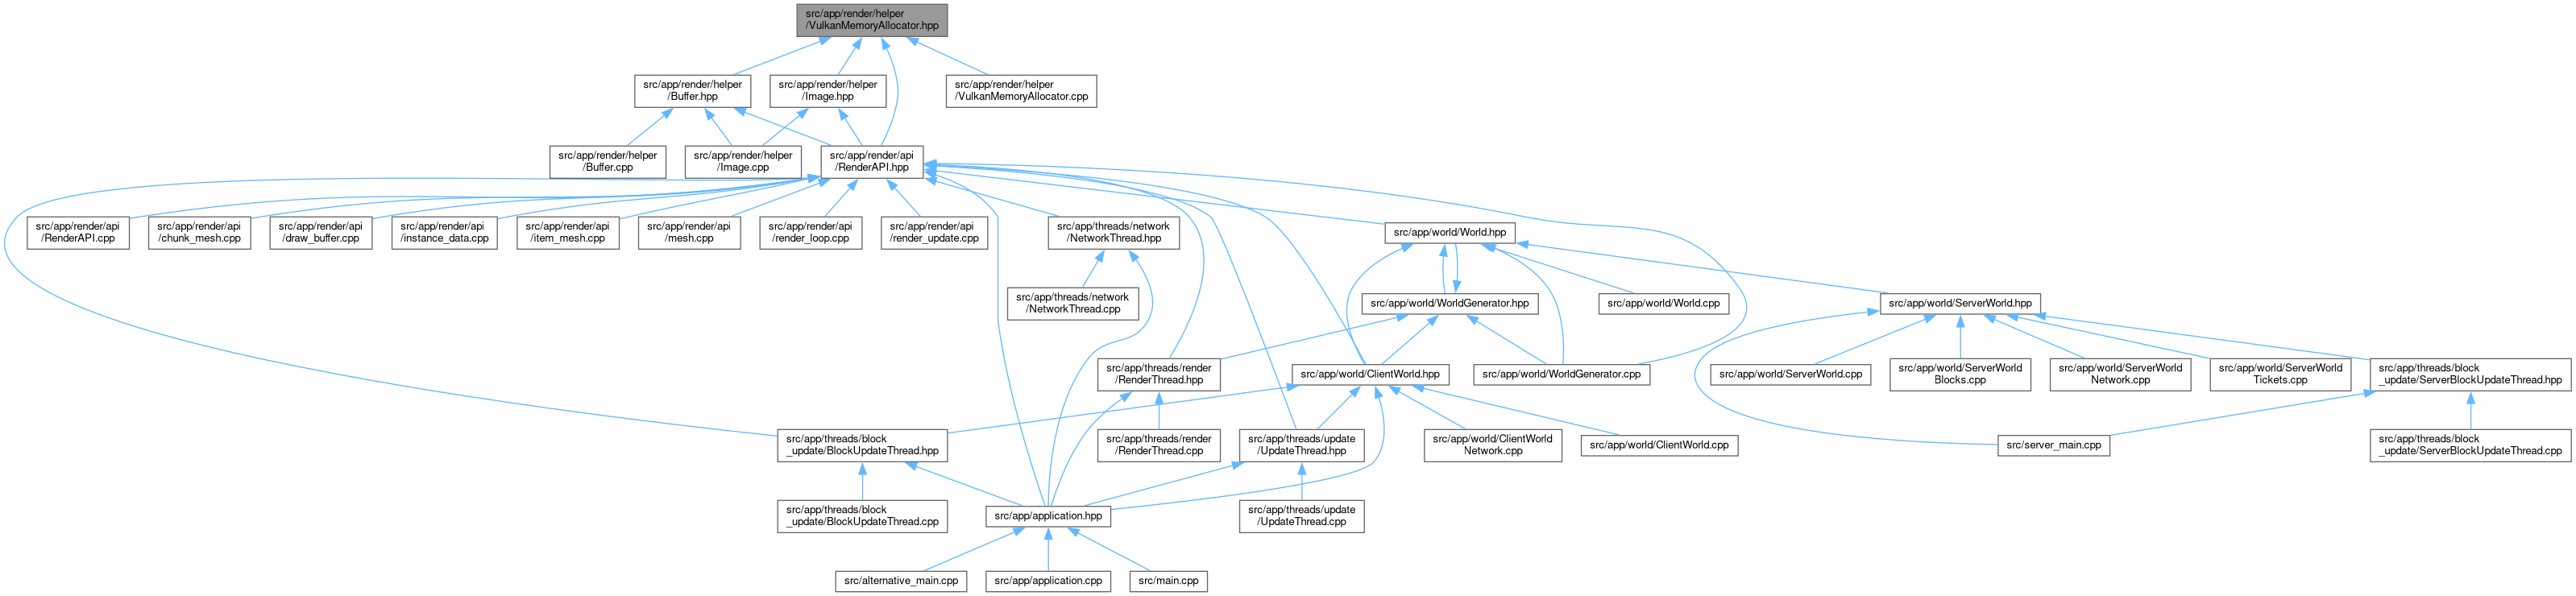 src/app/render/helper
/VulkanMemoryAllocator.hpp
src/app/render/helper
/Buffer.hpp
src/app/render/helper
/Image.hpp
src/app/render/helper
/VulkanMemoryAllocator.cpp
src/app/render/helper
/Buffer.cpp
src/app/render/helper
/Image.cpp
src/app/render/api
/RenderAPI.hpp
src/app/render/api
/RenderAPI.cpp
src/app/render/api
/chunk_mesh.cpp
src/app/render/api
/draw_buffer.cpp
src/app/render/api
/instance_data.cpp
src/app/render/api
/item_mesh.cpp
src/app/render/api
/mesh.cpp
src/app/render/api
/render_loop.cpp
src/app/render/api
/render_update.cpp
src/app/threads/network
/NetworkThread.hpp
src/app/world/World.hpp
src/app/threads/network
/NetworkThread.cpp
src/app/world/WorldGenerator.hpp
src/app/world/World.cpp
src/app/world/ServerWorld.hpp
src/app/threads/render
/RenderThread.hpp
src/app/world/ClientWorld.hpp
src/app/world/WorldGenerator.cpp
src/app/world/ServerWorld.cpp
src/app/world/ServerWorld
Blocks.cpp
src/app/world/ServerWorld
Network.cpp
src/app/world/ServerWorld
Tickets.cpp
src/app/threads/block
_update/ServerBlockUpdateThread.hpp
src/app/threads/block
_update/BlockUpdateThread.hpp
src/app/threads/render
/RenderThread.cpp
src/app/threads/update
/UpdateThread.hpp
src/app/world/ClientWorld
Network.cpp
src/app/world/ClientWorld.cpp
src/server_main.cpp
src/app/threads/block
_update/ServerBlockUpdateThread.cpp
src/app/threads/block
_update/BlockUpdateThread.cpp
src/app/application.hpp
src/app/threads/update
/UpdateThread.cpp
src/alternative_main.cpp
src/app/application.cpp
src/main.cpp